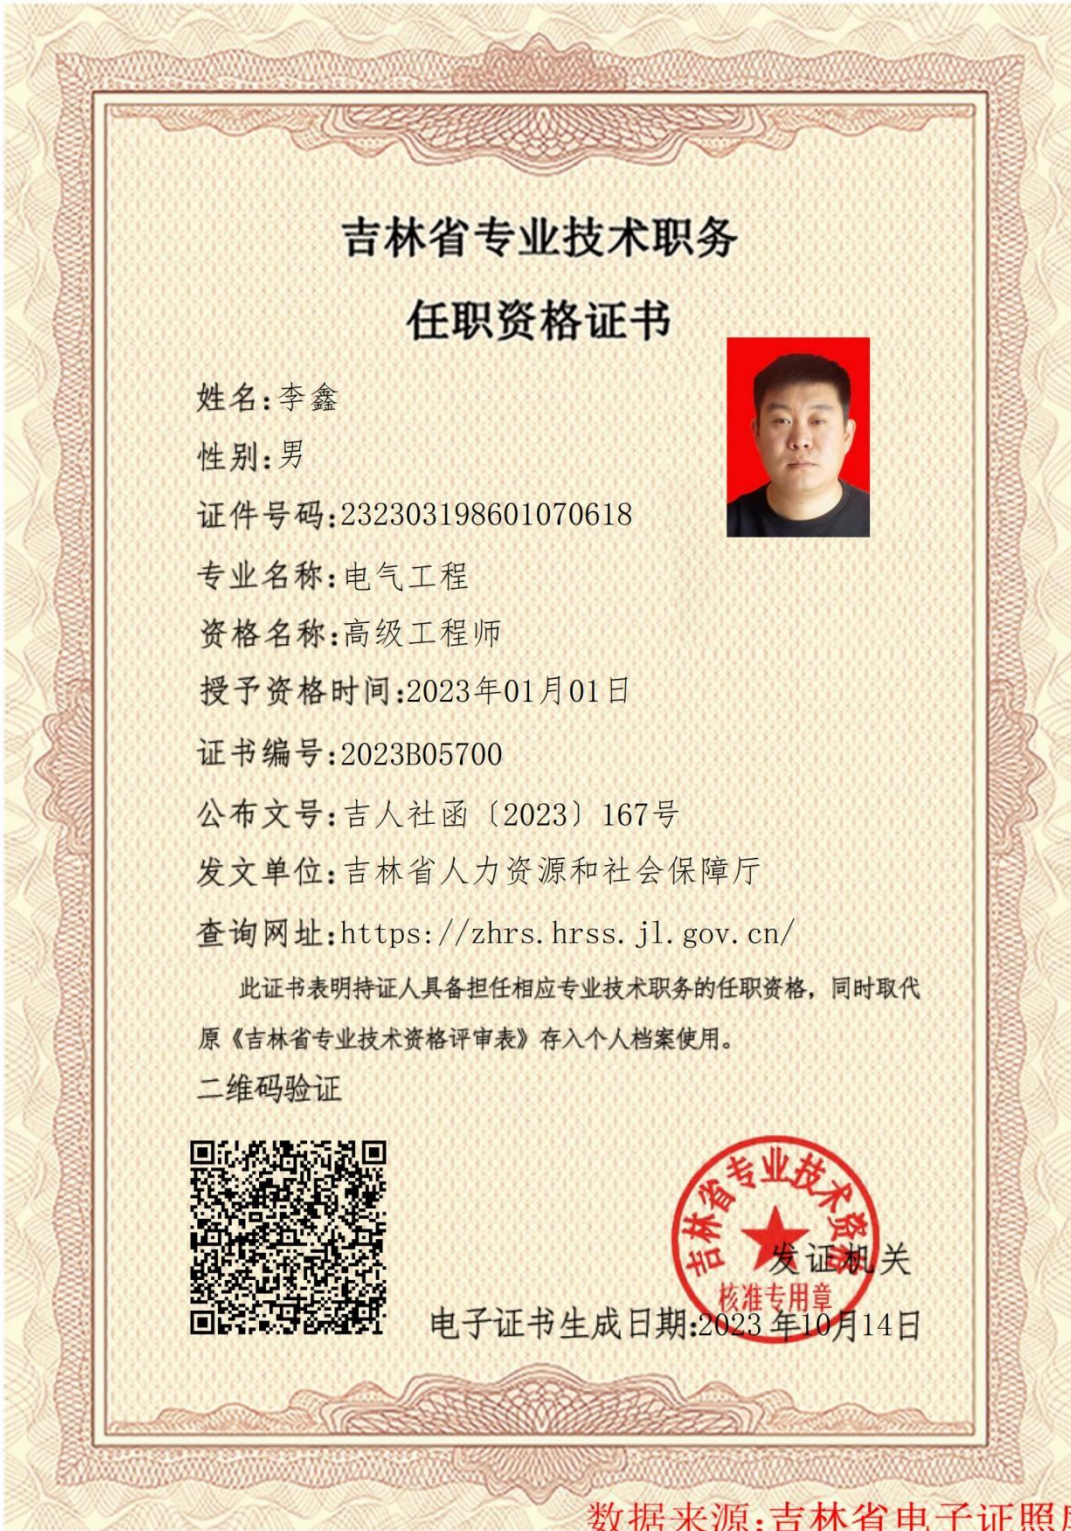 吉林省专业技术职务
任职资格证书
姓名:李鑫
性别:男
证件号码:232303198601070618
专业名称:电气工程
资格名称:高级工程师
授予资格时间:2023年01月01日
证书编号:2023B05700
公布文号:吉人社函〔2023〕167号
发文单位:吉林省人力资源和社会保障厅
查询网址:https://zhrs.hrss.jl.gov.cn/
此证书表明持证人具备担任相应专业技术职务的任职资格，同时取代
原《吉林省专业技术资格评审表》存入个人档案使用。
二维码验证
吉林省专业技术资格
核准专用章
发证机关
电子证书生成日期:2023年10月14日
数据来源:吉林省电子证照库